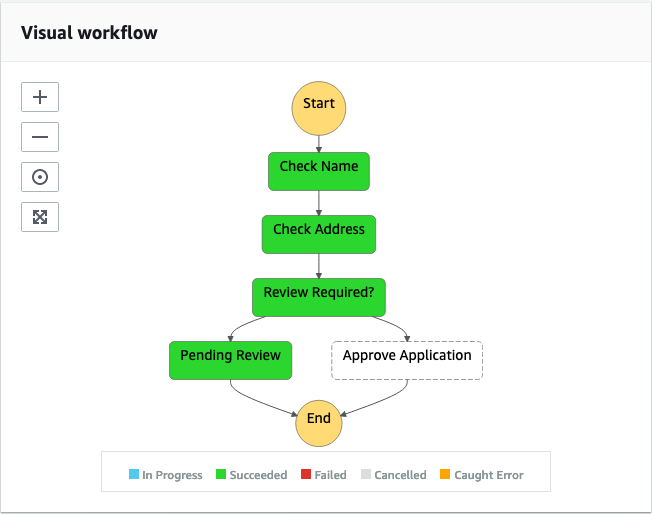 Visual workflow
Start
Check Name
Check Address
Review Required?
Pending Review
Approve Application
End
In Progress
Succeeded
Failed
Cancelled
Caught Error